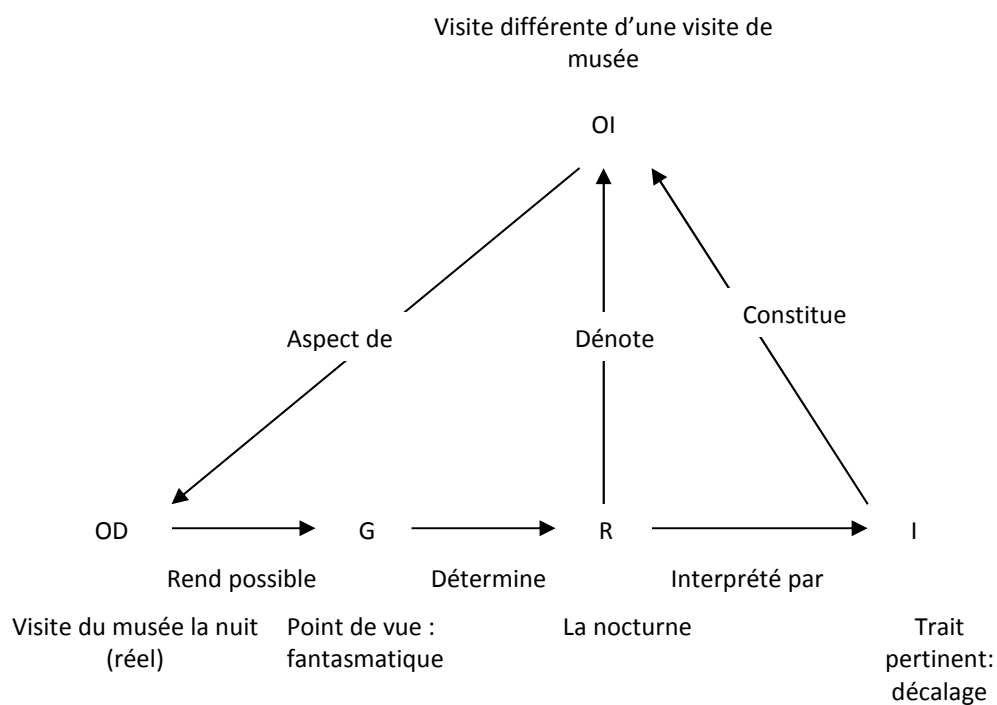 Visite différente d’une visite de
musée
OI
Aspect de
Dénote
Constitue
OD
G
R
I
Rend possible
Détermine
Interprété par
Visite du musée la nuit
(réel)
Point de vue :
fantasmatique
La nocturne
Trait
pertinent:
décalage